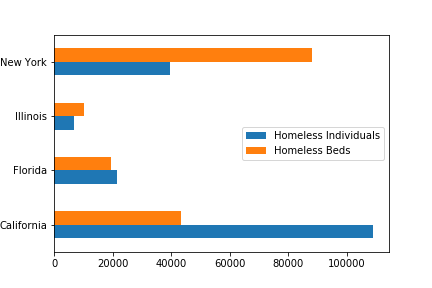 New York
Illinois
Florida
California
Homeless Individuals
Homeless Beds
0 20000 40000 60000 80000 100000